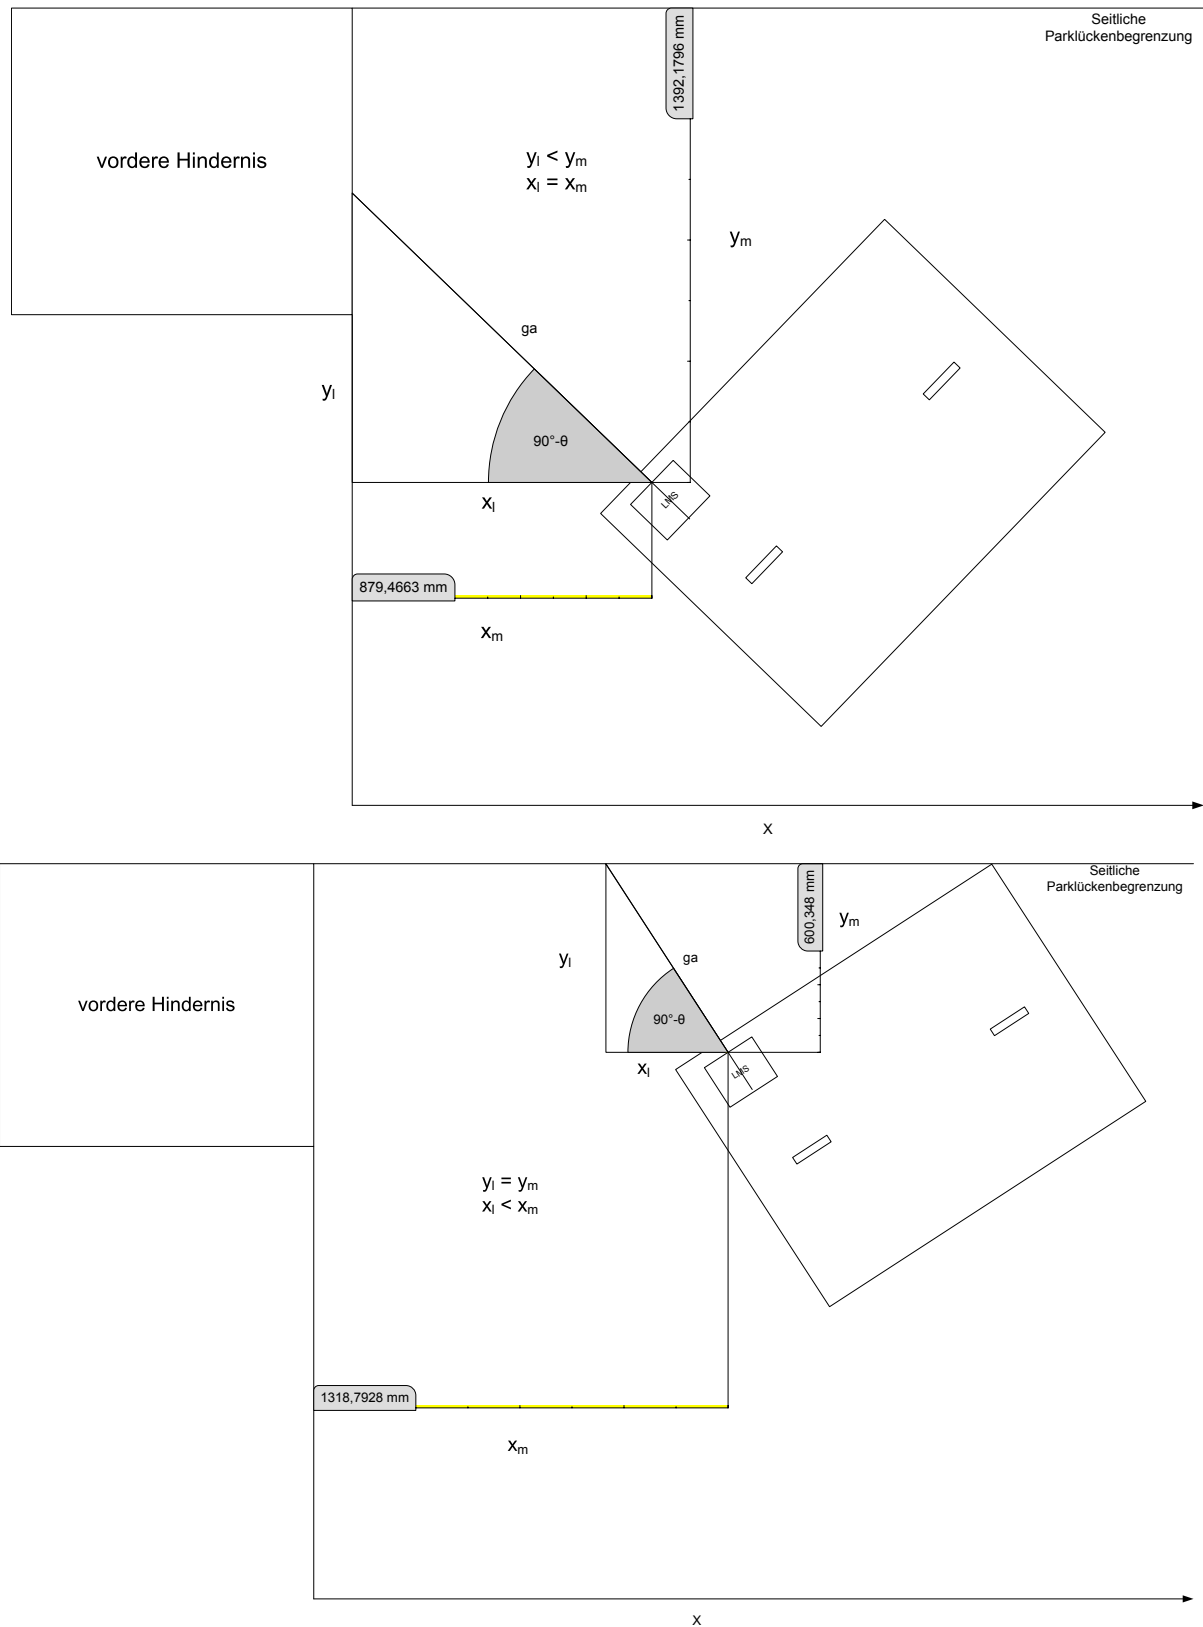 Seitliche
Parklückenbegrenzung
1392,1796 mm
vordere Hindernis
yl < ym
xl = xm
ym
ga
yl
90°-θ
xl
LMS
879,4663 mm
xm
x
Seitliche
Parklückenbegrenzung
600,348 mm
ym
yl
ga
vordere Hindernis
90°-θ
xl
LMS
yl = ym
xl < xm
1318,7928 mm
xm
x